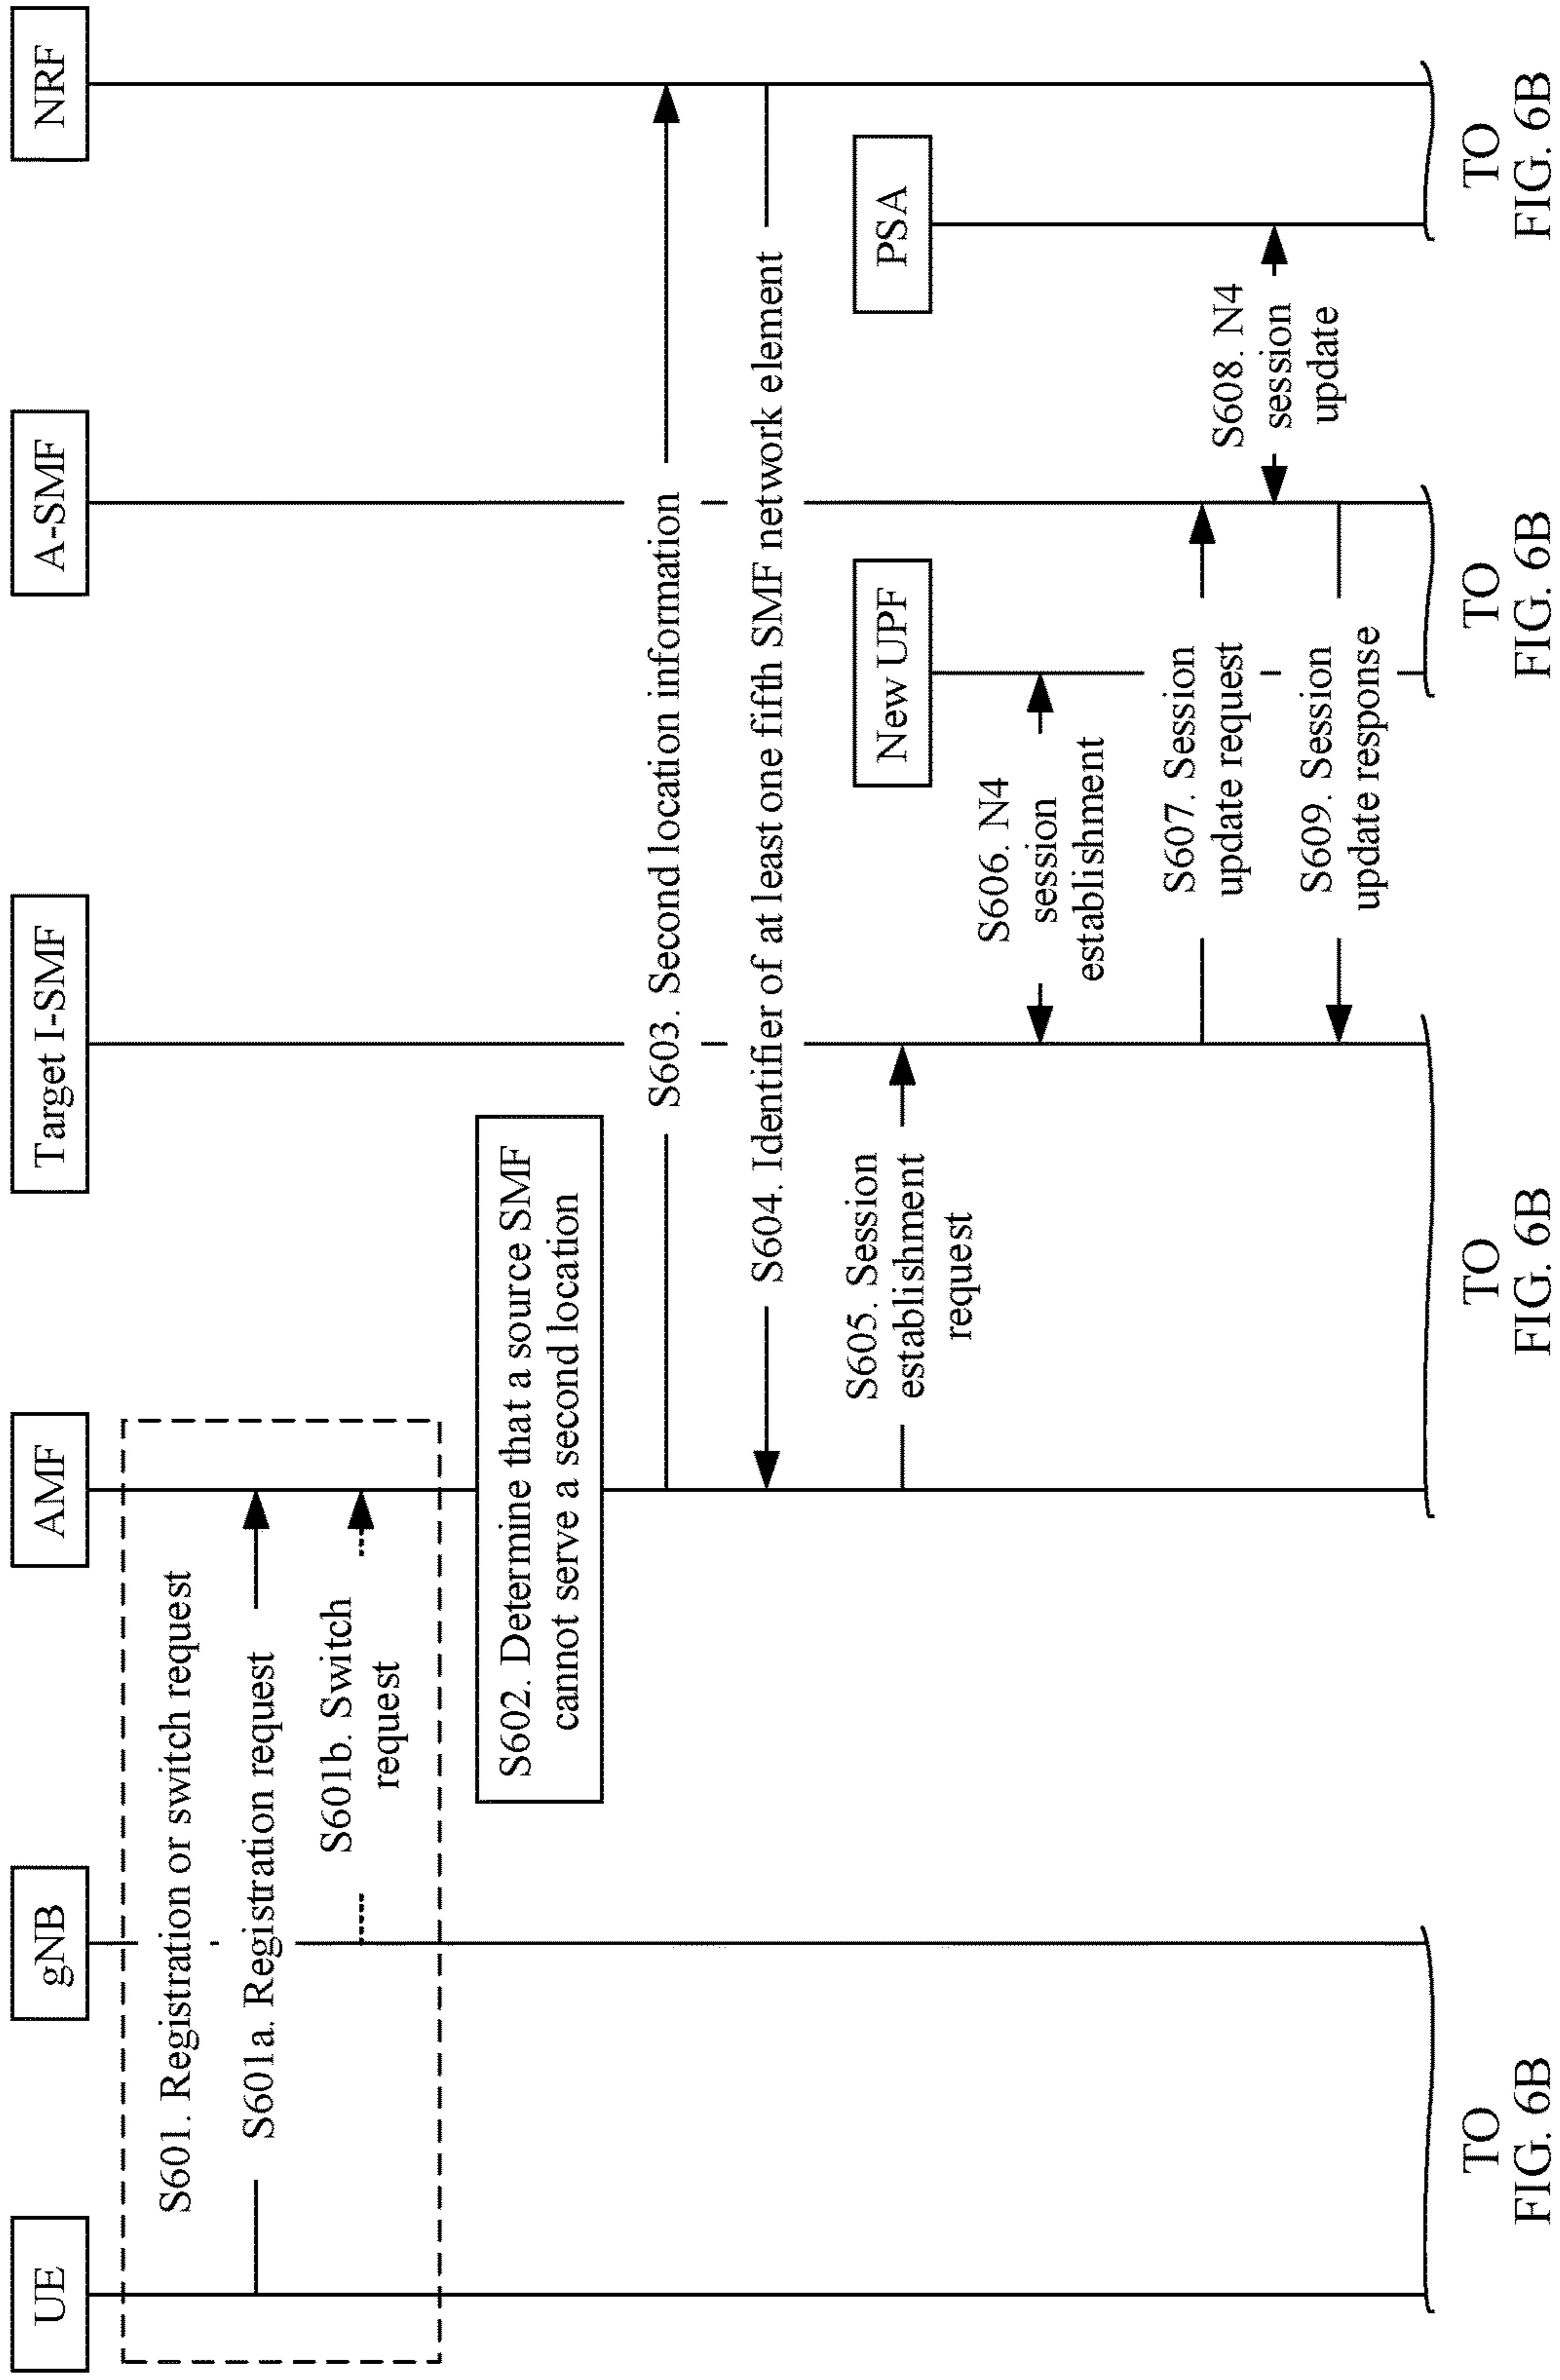 UE
gNB
AMF
Target I-SMF
A-SMF
NRF
S601. Registration or switch request
S601a. Registration request
S601b. Switch
request
S602. Determine that a source SMF
cannot serve a second location
S603. Second location information
S604. Identifier of at least one fifth SMF network element
New UPF
PSA
S605. Session
establishment
request
S606. N4
session
establishment
S607. Session
update request
S608. N4
session
update
S609. Session
update response
TO
FIG. 6B
TO
FIG. 6B
TO
FIG. 6B
TO
FIG. 6B